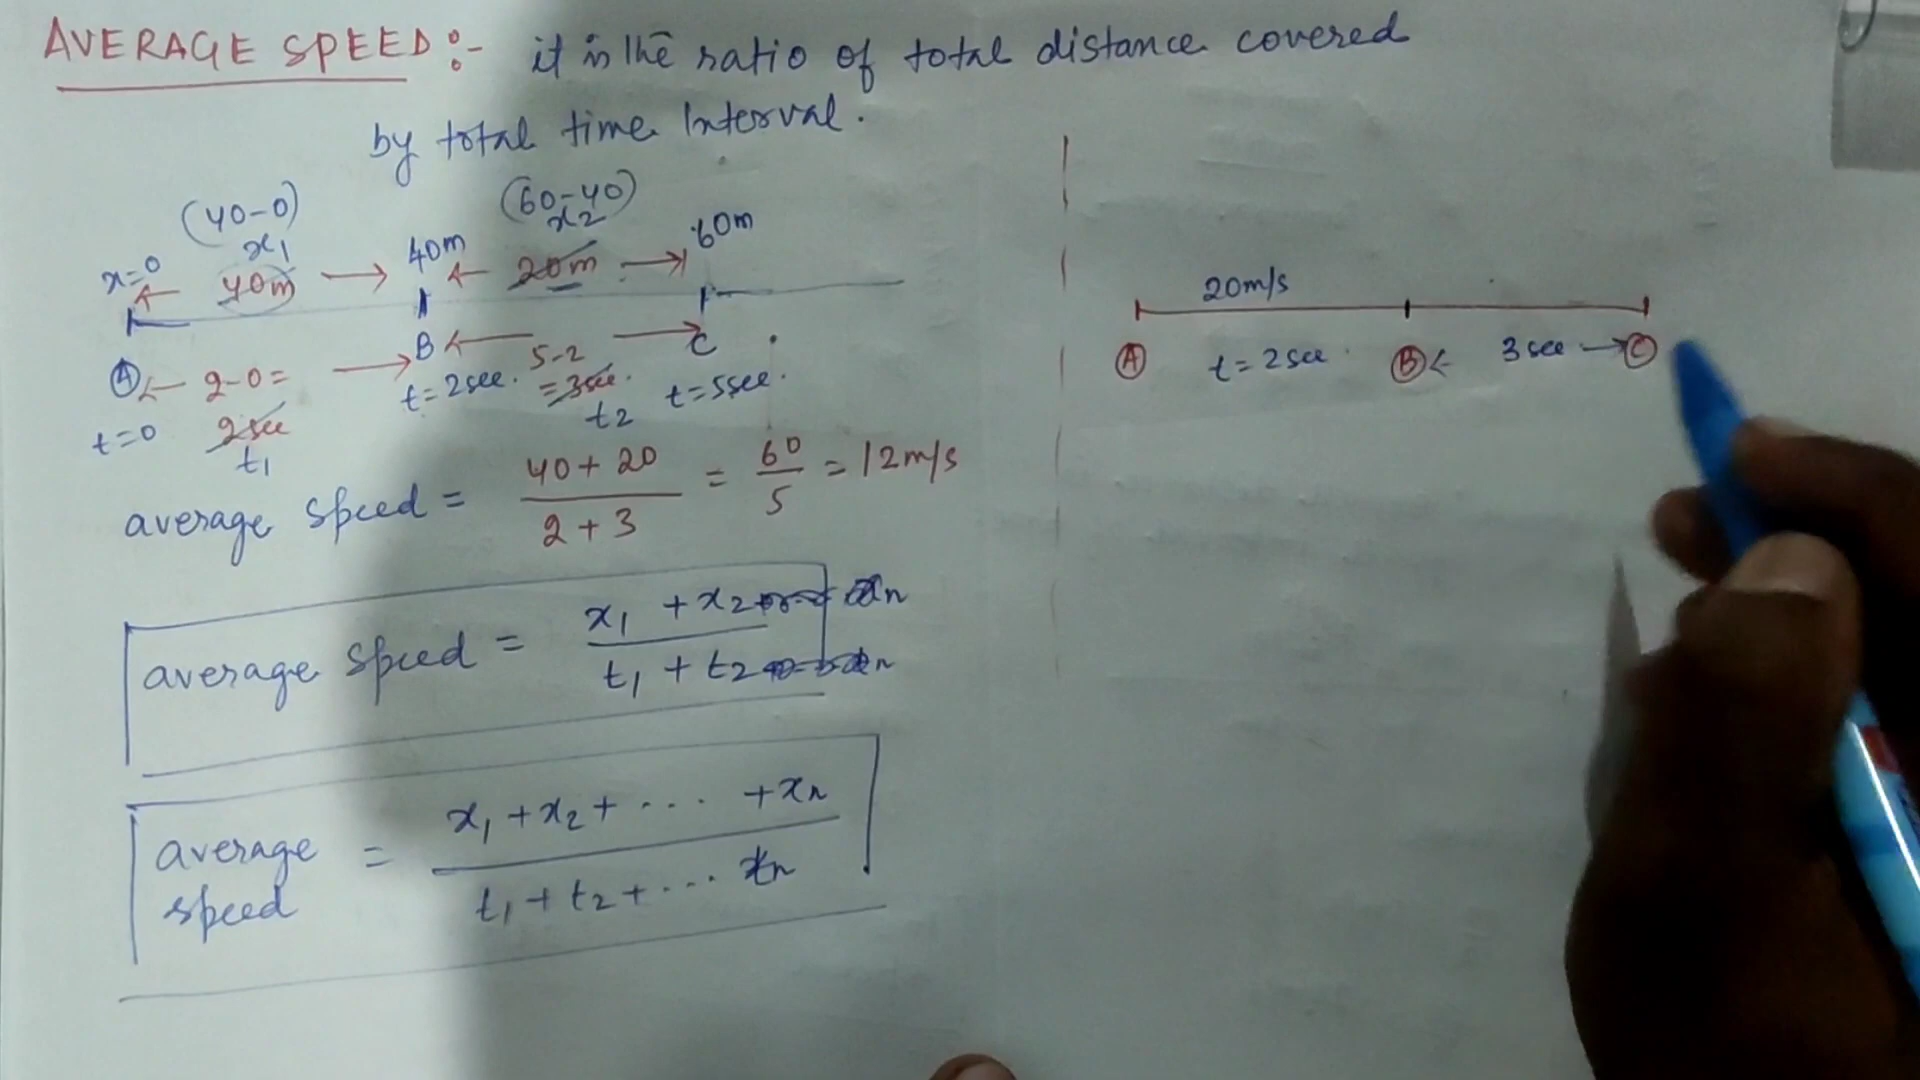 AVERAGE SPEED:- it is the ratio of total distance covered
by total time Interval.
(40-0) (60-40)
x1 x2
x=0 40m 40m 20m 60m
A 2-0= B 5-2 C
t=0 2sec t=2sec. =3sec. t=5sec.
t1 t2
average speed = 40+20 / 2+3 = 60/5 = 12m/s
average speed = x1 + x2 xn / t1 + t2 n
average speed = x1+x2+... +xn / t1+t2+... tn
20m/s
A t=2sec B 3sec C